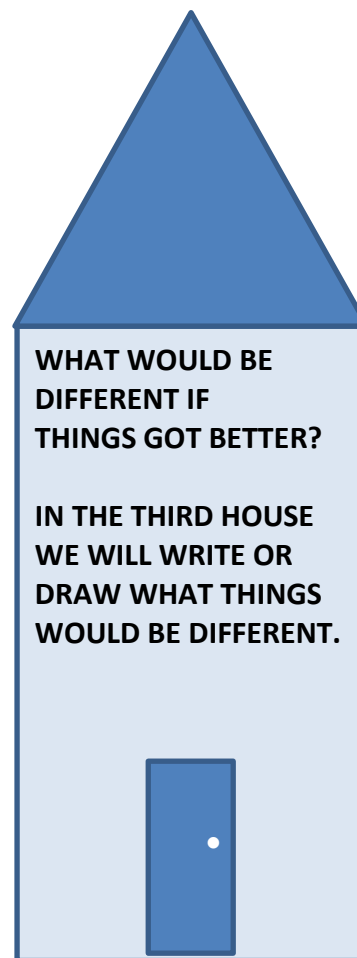 WHAT WOULD BE
DIFFERENT IF
THINGS GOT BETTER?
IN THE THIRD HOUSE
WE WILL WRITE OR
DRAW WHAT THINGS
WOULD BE DIFFERENT.